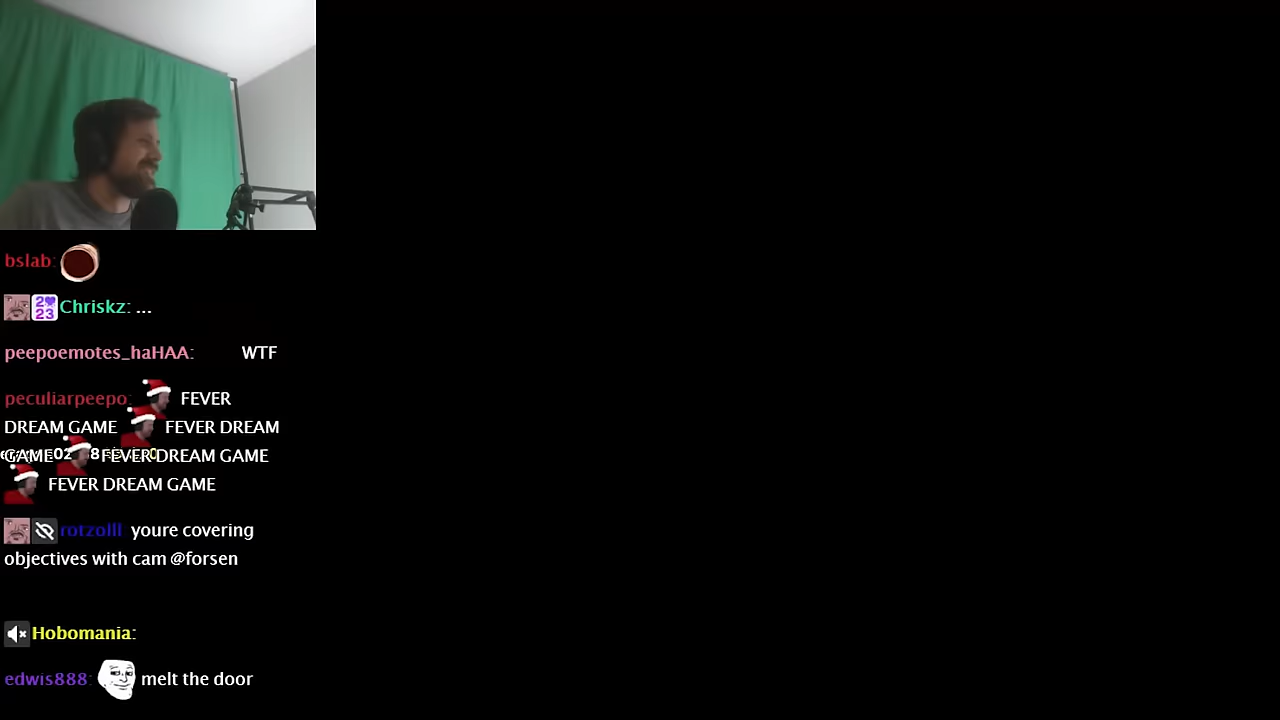 bslab:
2023 Chriskz: ...
peepoemotes_haHAA: WTF
peculiarpeepo: FEVER
DREAM GAME FEVER DREAM
GAME FEVER DREAM GAME
FEVER DREAM GAME
rotzolll youre covering
objectives with cam @forsen
Hobomania:
edwis888: melt the door